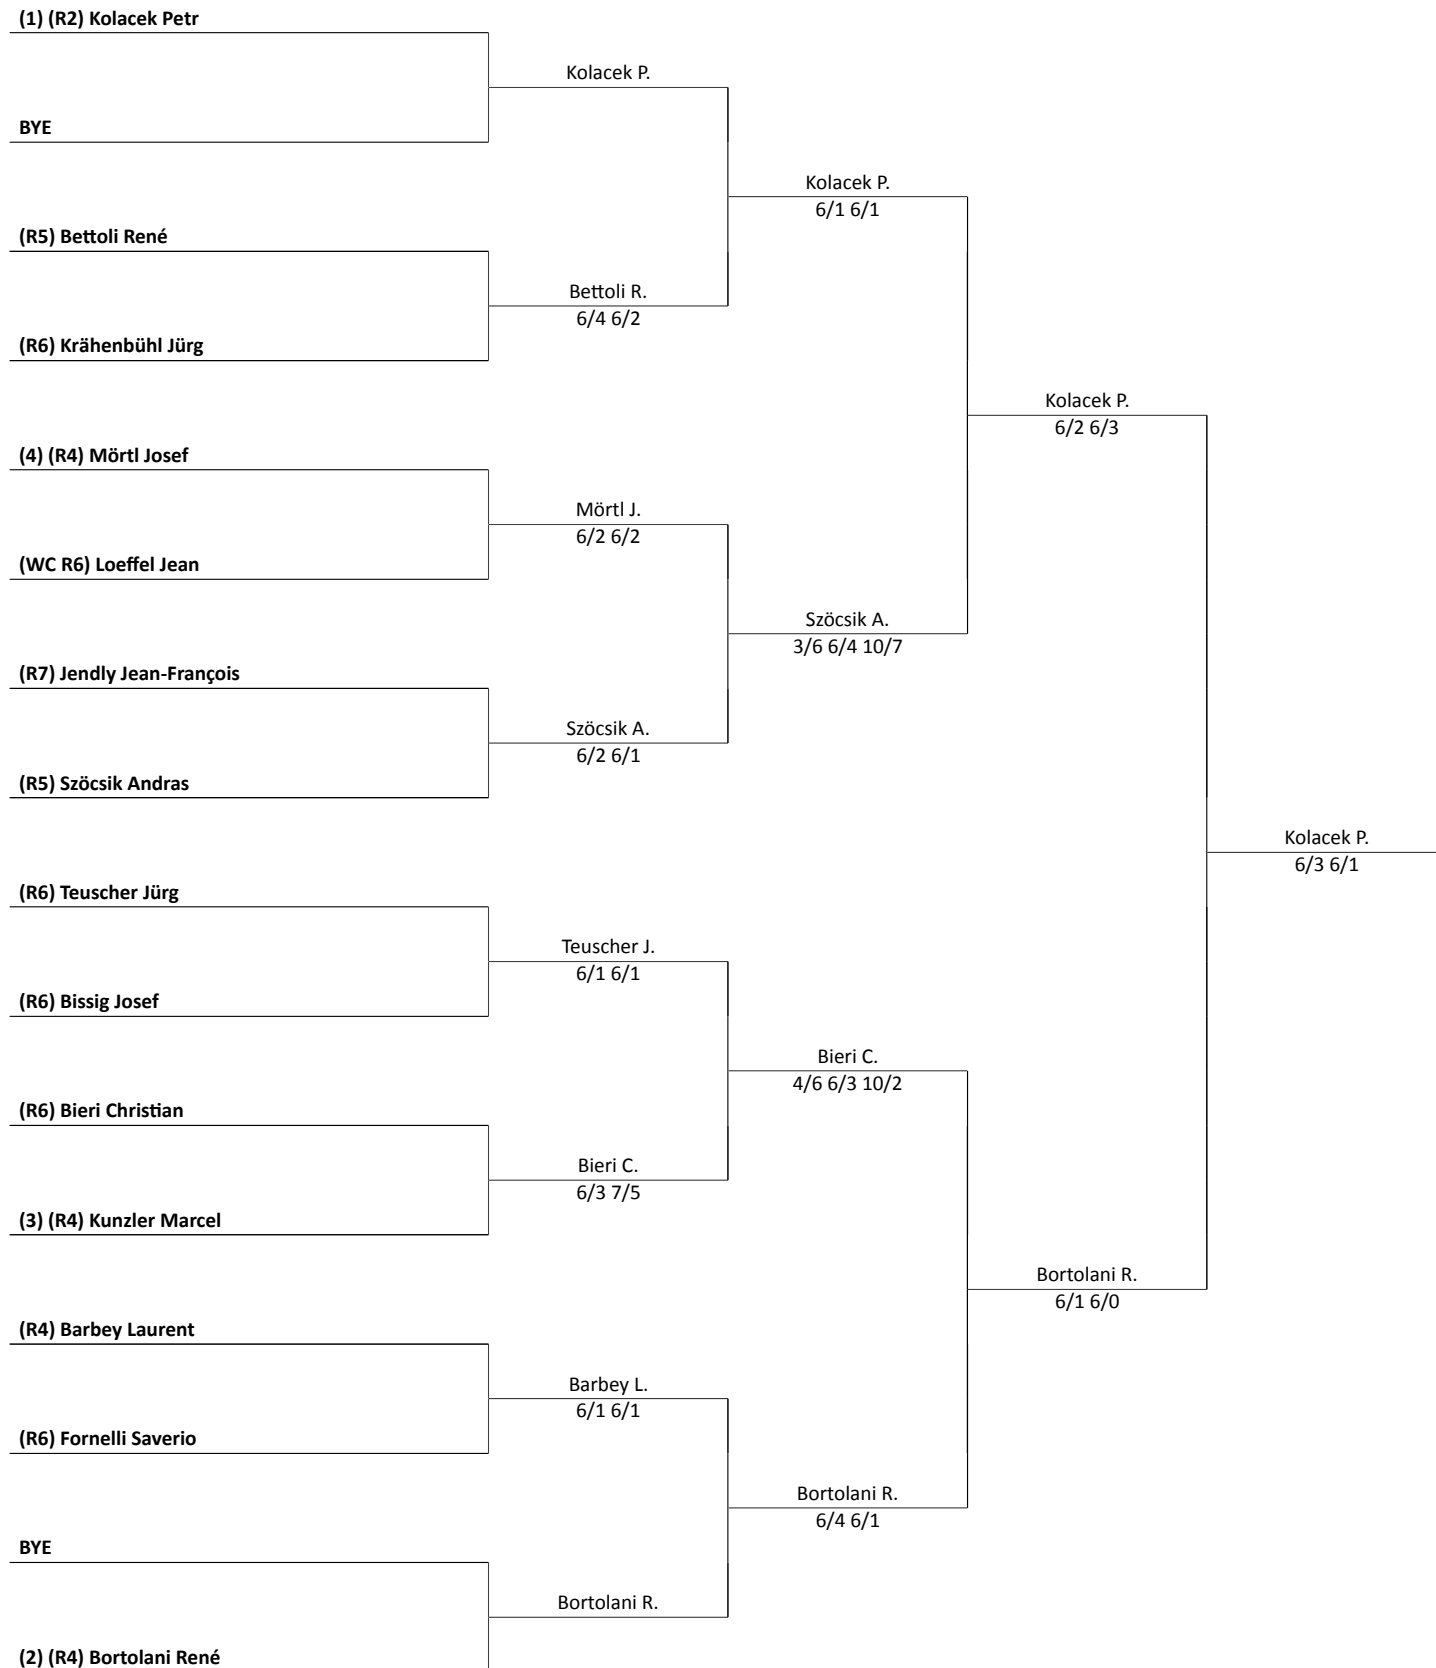 (1) (R2) Kolacek Petr
Kolacek P.
BYE
Kolacek P.
6/1 6/1
(R5) Bettoli René
Bettoli R.
6/4 6/2
(R6) Krähenbühl Jürg
Kolacek P.
6/2 6/3
(4) (R4) Mörtl Josef
Mörtl J.
6/2 6/2
(WC R6) Loeffel Jean
Szöcsik A.
3/6 6/4 10/7
(R7) Jendly Jean-François
Szöcsik A.
6/2 6/1
(R5) Szöcsik Andras
Kolacek P.
6/3 6/1
(R6) Teuscher Jürg
Teuscher J.
6/1 6/1
(R6) Bissig Josef
Bieri C.
4/6 6/3 10/2
(R6) Bieri Christian
Bieri C.
6/3 7/5
(3) (R4) Kunzler Marcel
Bortolani R.
6/1 6/0
(R4) Barbey Laurent
Barbey L.
6/1 6/1
(R6) Fornelli Saverio
Bortolani R.
6/4 6/1
BYE
Bortolani R.
(2) (R4) Bortolani René